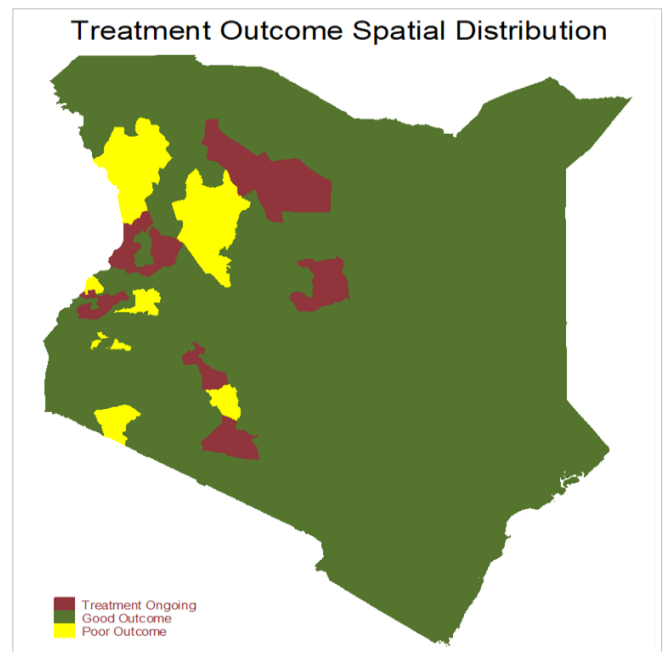 Treatment Outcome Spatial Distribution
Treatment Ongoing
Good Outcome
Poor Outcome